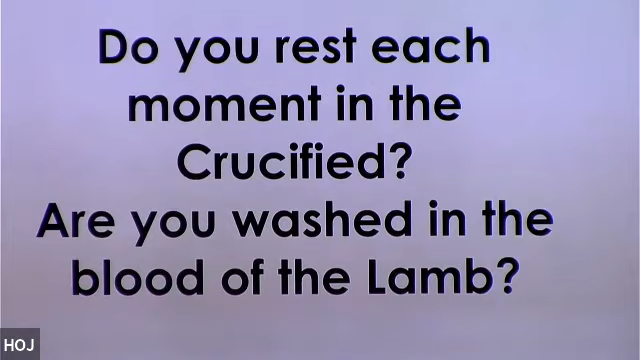 Do you rest each
moment in the
Crucified?
Are you washed in the
blood of the Lamb?
HOJ